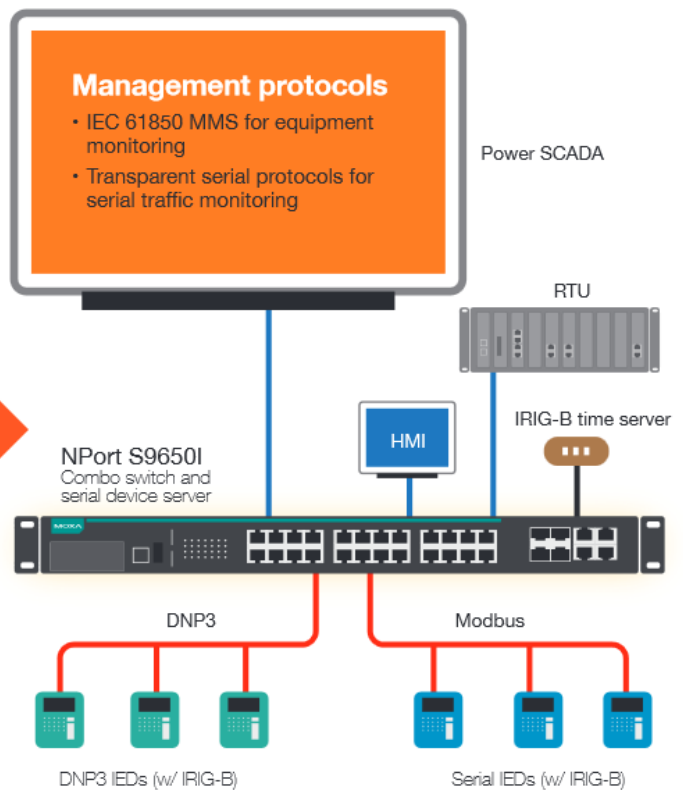 Management protocols
• IEC 61850 MMS for equipment
monitoring
• Transparent serial protocols for
serial traffic monitoring
Power SCADA
RTU
IRIG-B time server
HMI
NPort S9650I
Combo switch and
serial device server
MOXA
DNP3
Modbus
DNP3 IEDs (w/ IRIG-B)
Serial IEDs (w/ IRIG-B)